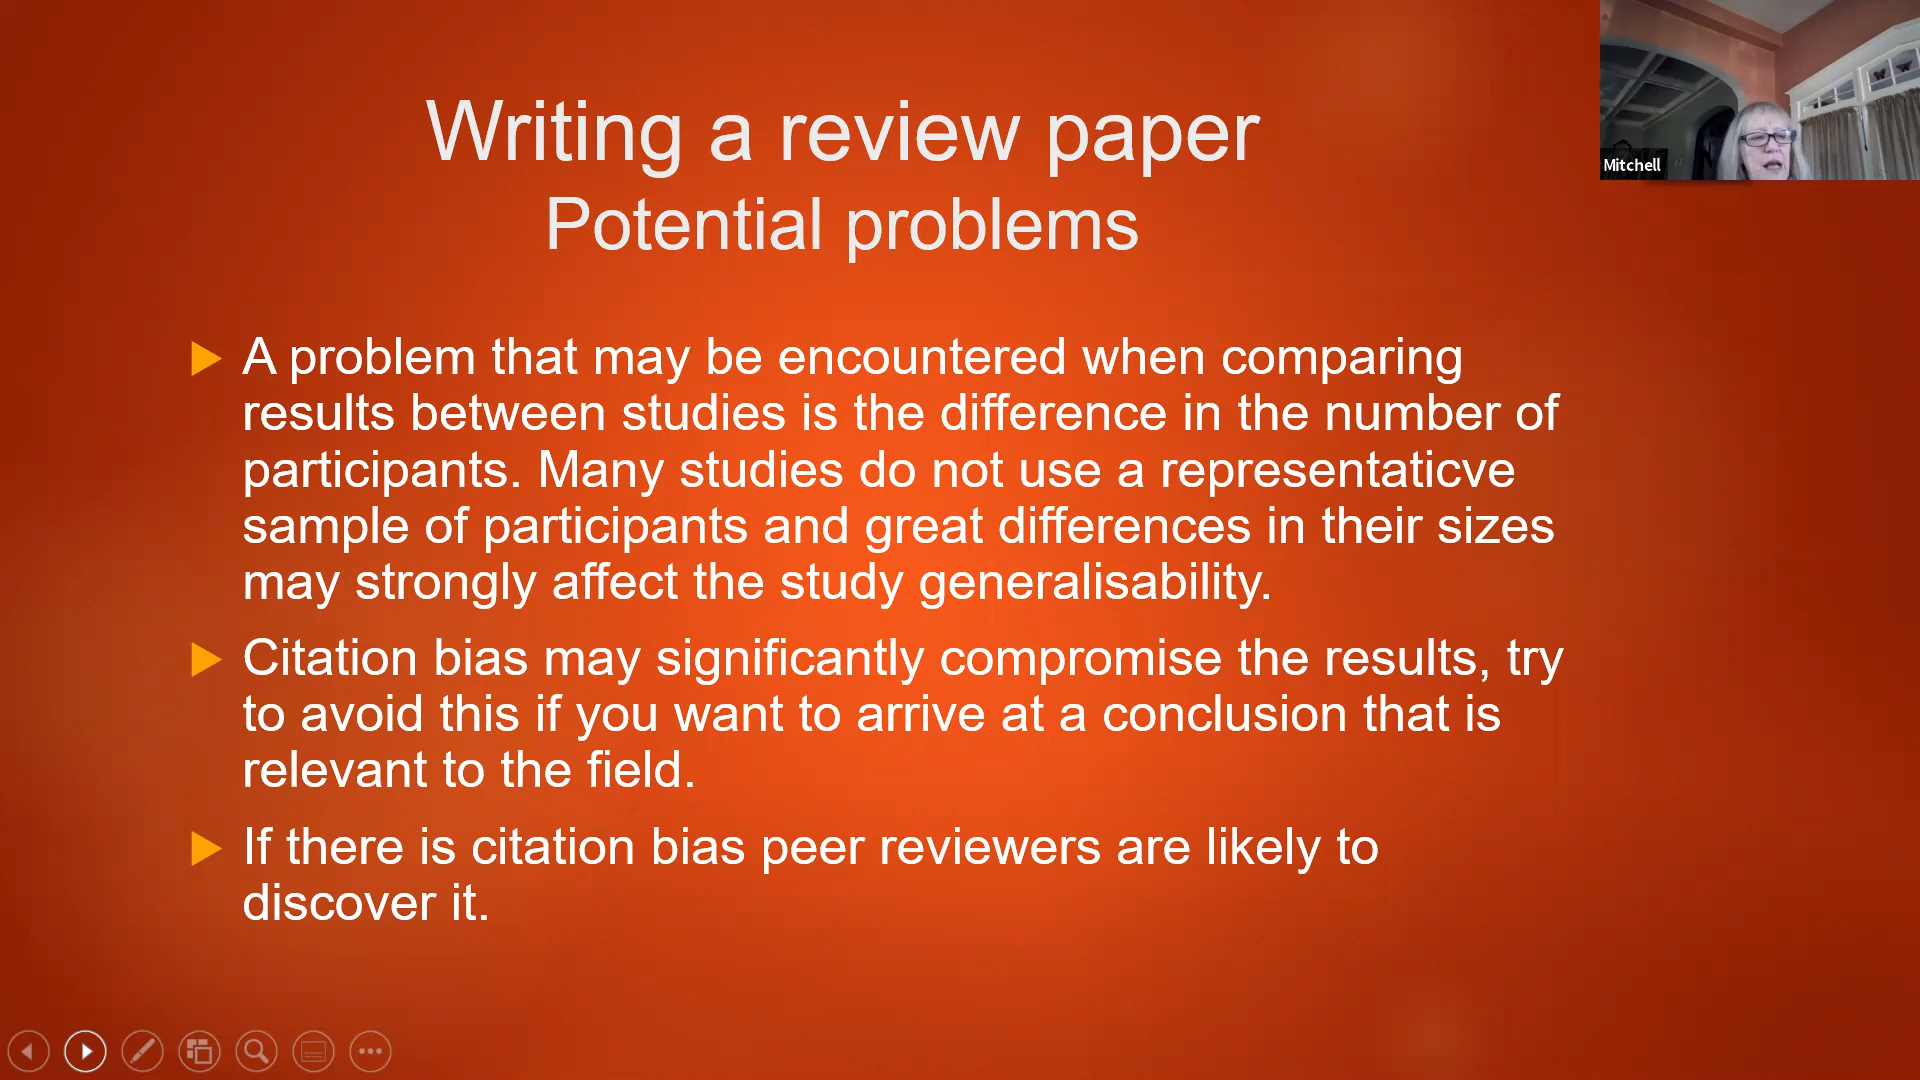 Writing a review paper
Potential problems
Mitchell
A problem that may be encountered when comparing
results between studies is the difference in the number of
participants. Many studies do not use a representaticve
sample of participants and great differences in their sizes
may strongly affect the study generalisability.
Citation bias may significantly compromise the results, try
to avoid this if you want to arrive at a conclusion that is
relevant to the field.
If there is citation bias peer reviewers are likely to
discover it.